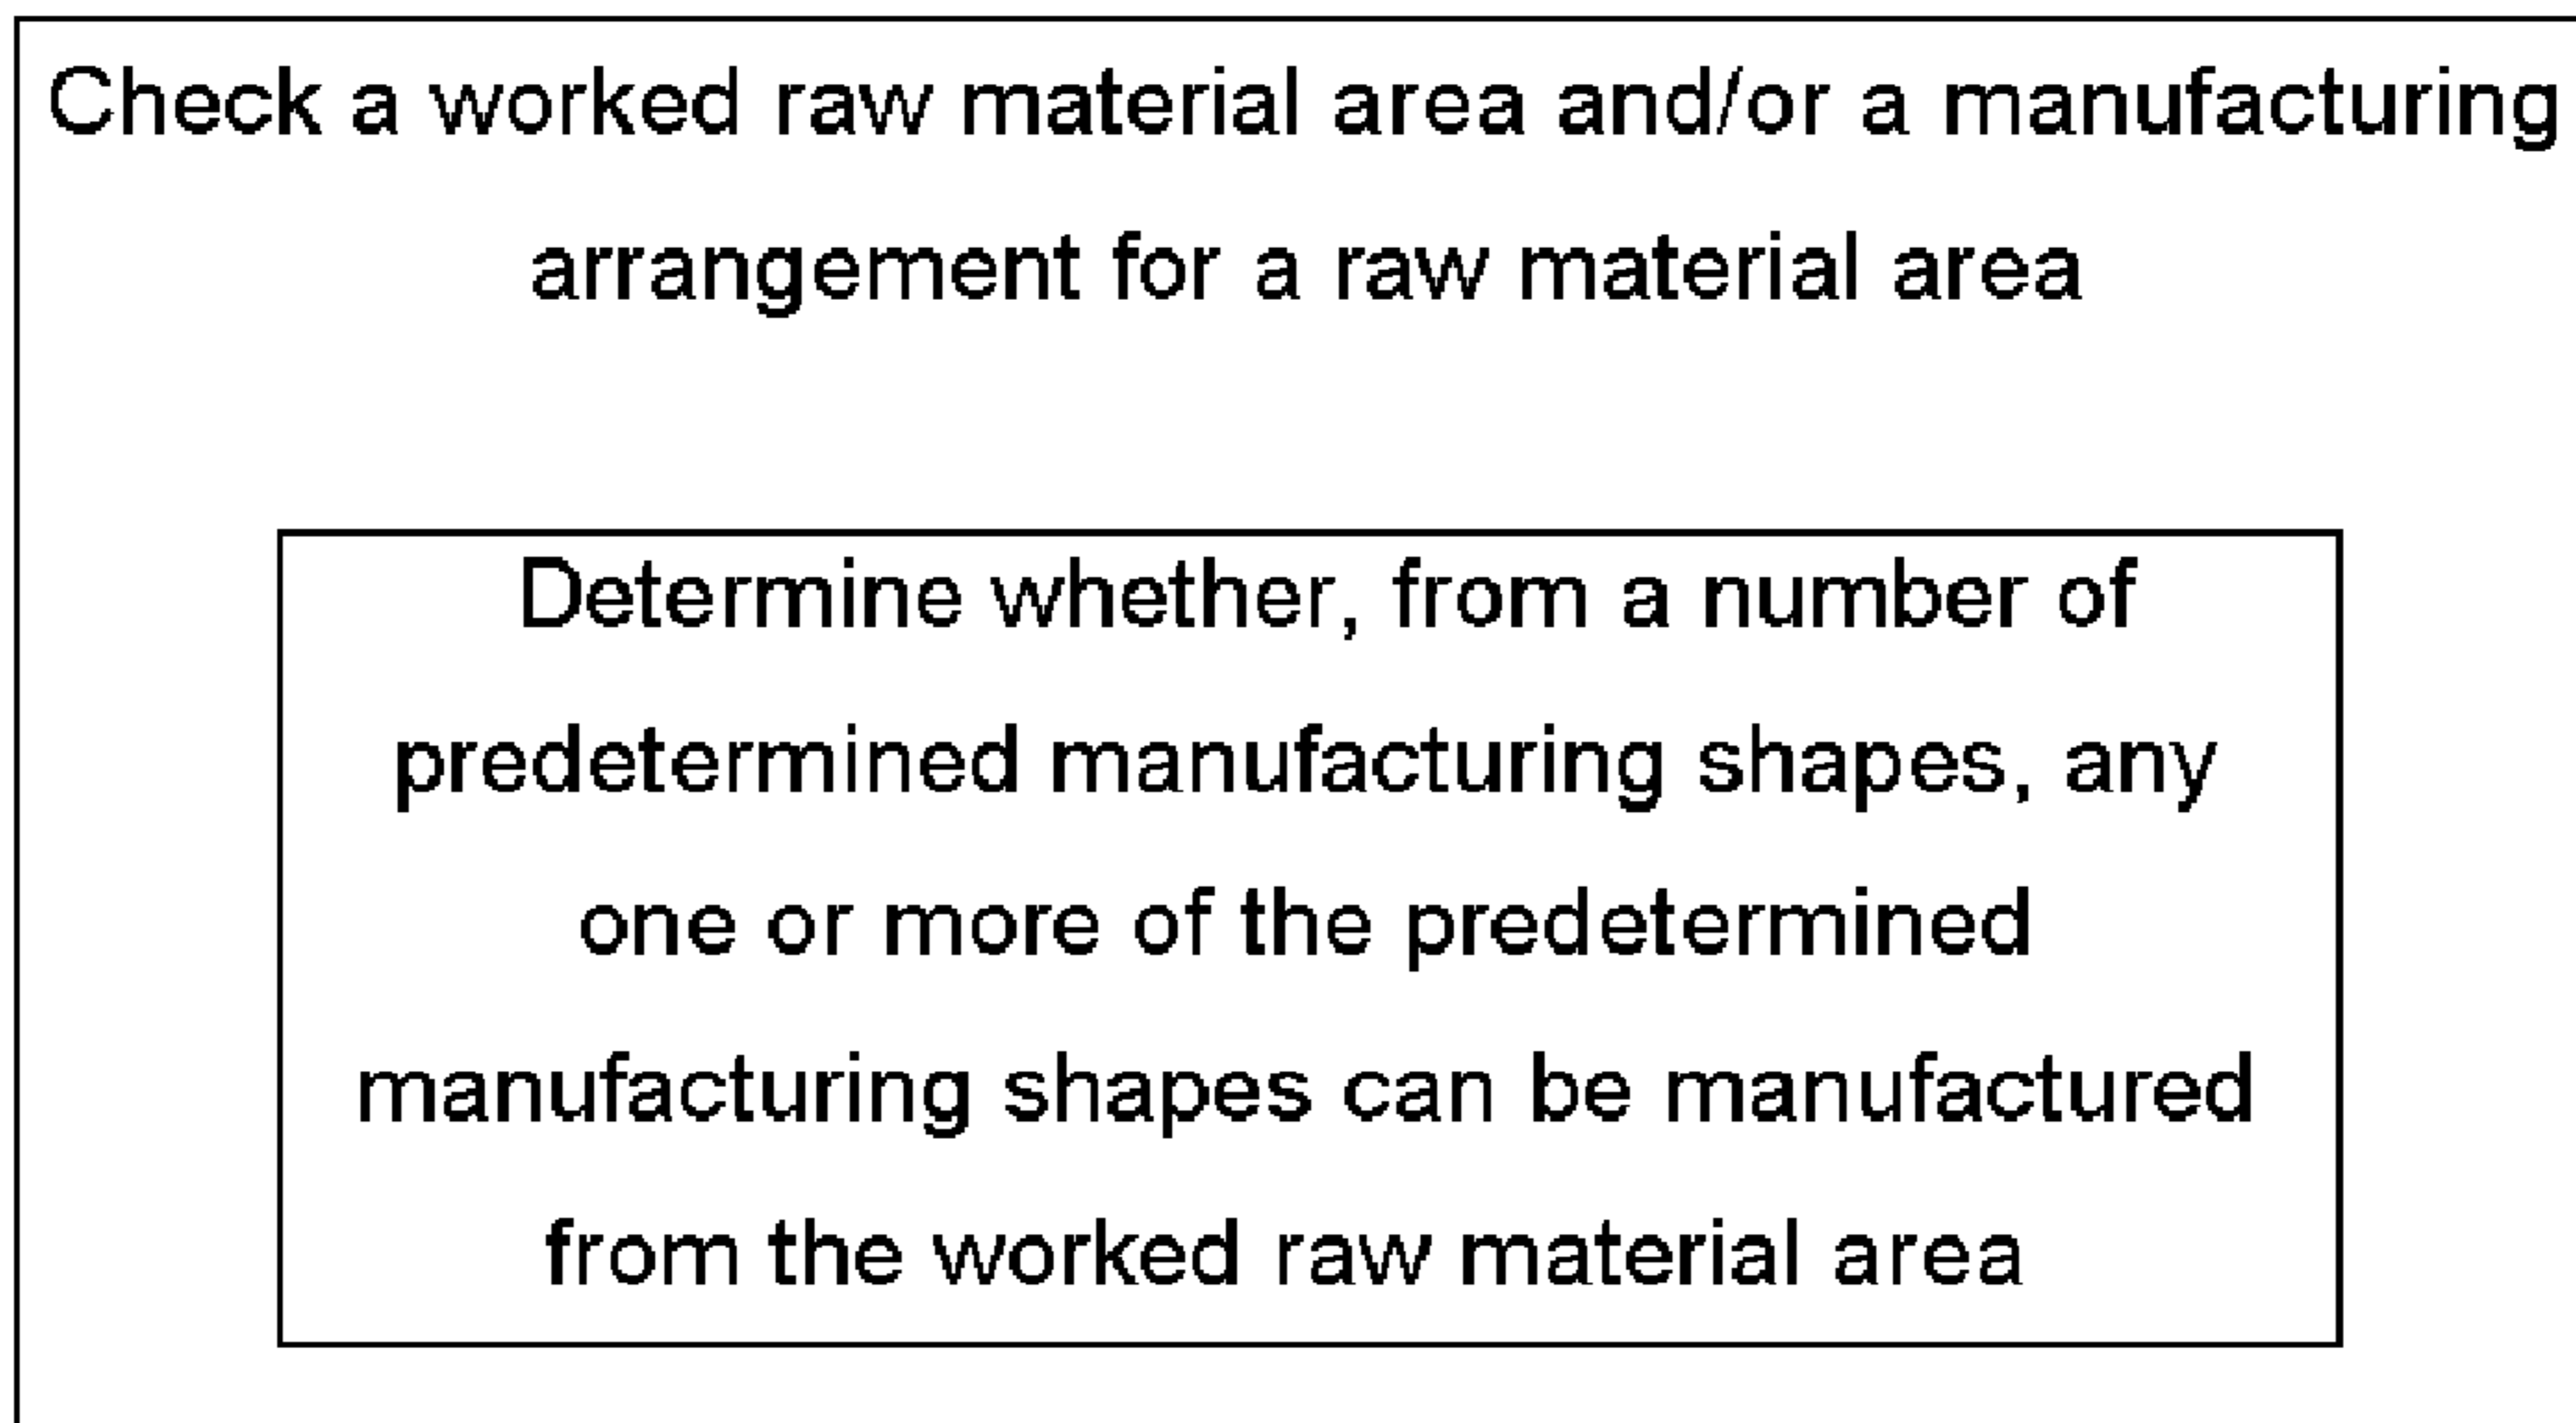 Check a worked raw material area and/or a manufacturing
arrangement for a raw material area
Determine whether, from a number of
predetermined manufacturing shapes, any
one or more of the predetermined
manufacturing shapes can be manufactured
from the worked raw material area